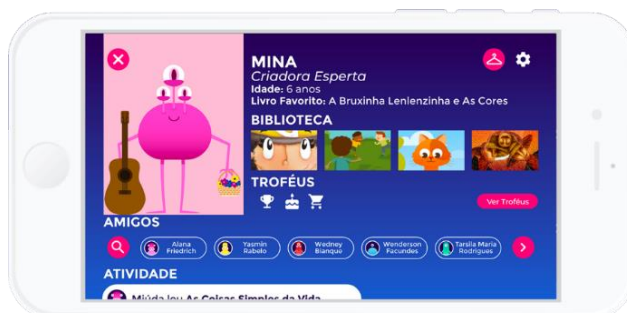 MINA
Criadora Esperta
Idade: 6 anos
Livro Favorito: A Bruxinha Lenlenzinha e As Cores
BIBLIOTECA
TROFÉUS
Ver Troféus
AMIGOS
Alana
Friedrich
Yasmin
Rabelo
Wedney
Bianque
Wenderson
Facundes
Tarsila Maria
Rodrigues
ATIVIDADE
Miúda leu As Coisas Simples da Vida